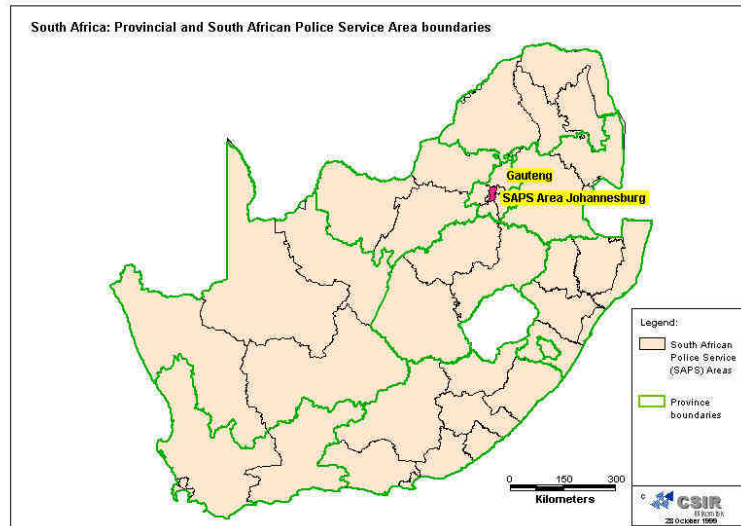 South Africa: Provincial and South African Police Service Area boundaries
Gauteng
SAPS Area Johannesburg
Legend:
South African
Police Service
(SAPS) Areas
Province
boundaries
0 150 300
Kilometers
c CSIR
28 October 1999